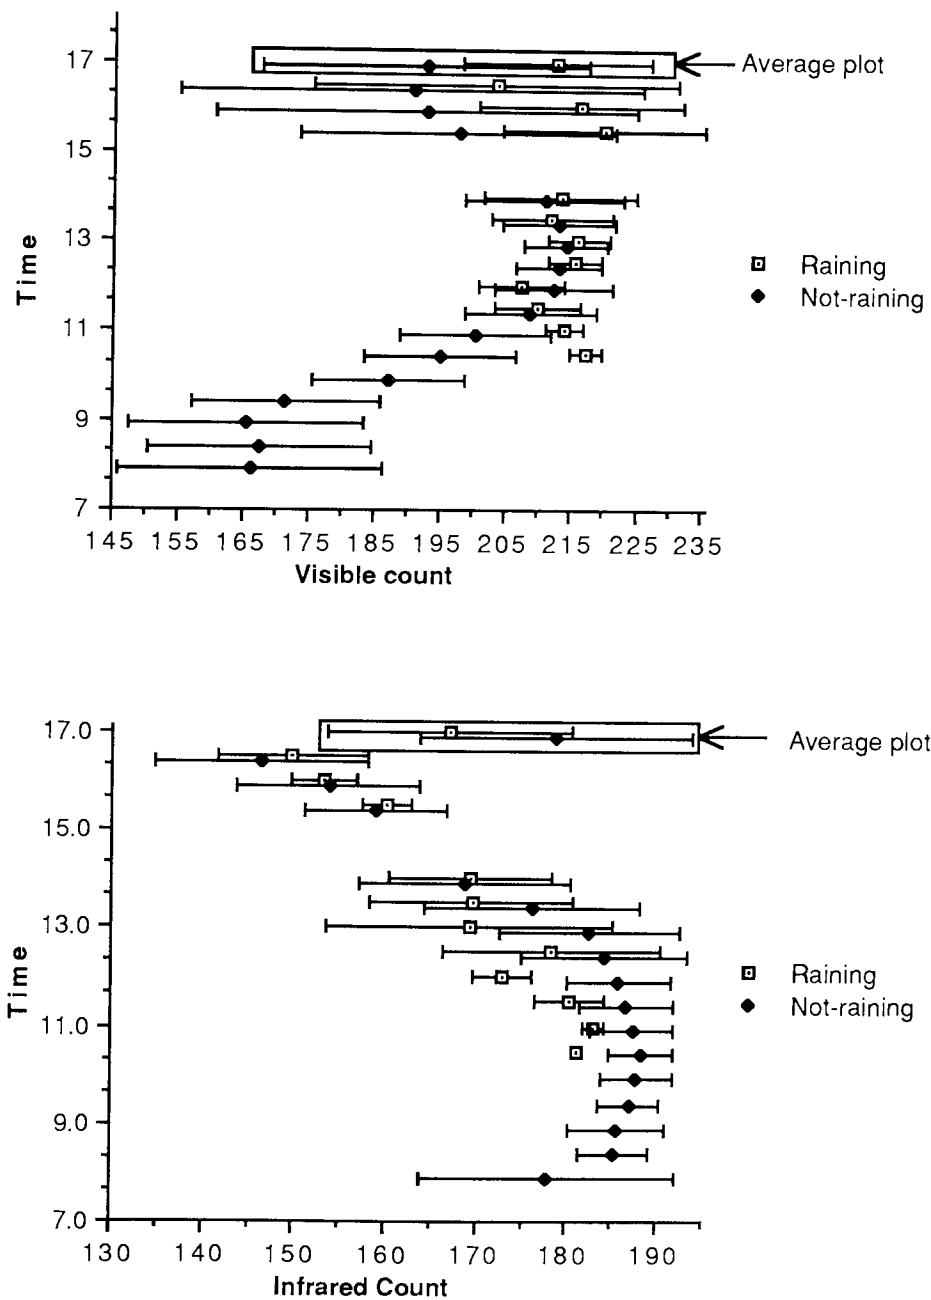 17
Average plot
15
13
Time
Raining
Not-raining
11
9
7
145 155 165 175 185 195 205 215 225 235
Visible count
17.0
Average plot
15.0
13.0
Time
Raining
Not-raining
11.0
9.0
7.0
130 150 160 170 180 190
Infrared Count